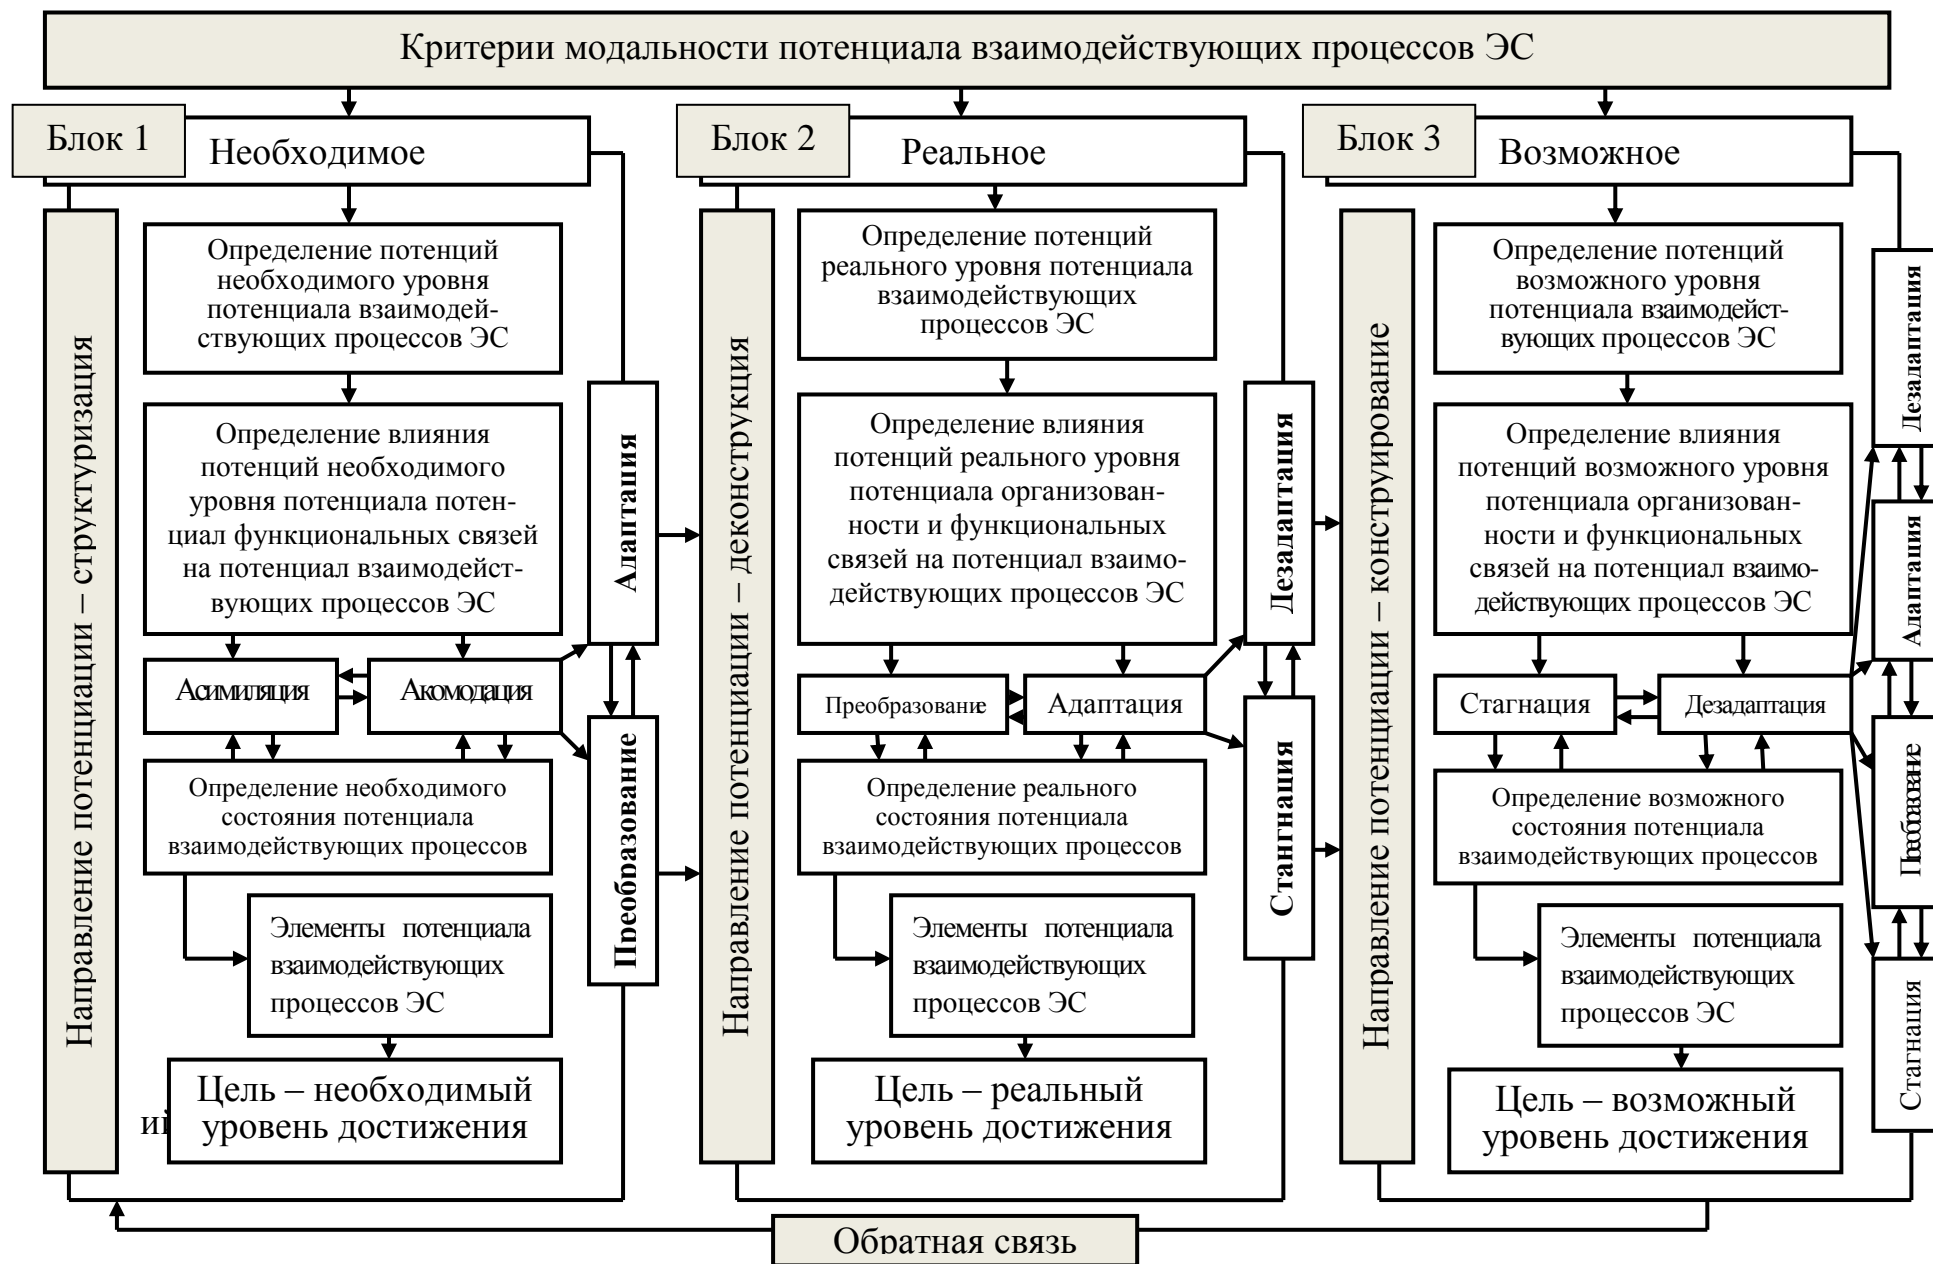 Критерии модальности потенциала взаимодействующих процессов ЭС
Блок 1
Необходимое
Направление потенциации – структуризация
Определение потенций
необходимого уровня
потенциала взаимодей-
ствующих процессов ЭС
Определение влияния
потенций необходимого
уровня потенциала потен-
циал функциональных связей
на потенциал взаимодейст-
вующих процессов ЭС
Асимиляция
Акомодация
Адаптация
Преобразование
Определение необходимого
состояния потенциала
взаимодействующих процессов
Элементы потенциала
взаимодействующих
процессов ЭС
Цель – необходимый
ий
уровень достижения
Блок 2
Реальное
Направление потенциации – деконструкция
Определение потенций
реального уровня потенциала
взаимодействующих
процессов ЭС
Определение влияния
потенций реального уровня
потенциала организован-
ности и функциональных
связей на потенциал взаимо-
действующих процессов ЭС
Преобразование
Адаптация
Дезадаптация
Стангнация
Определение реального
состояния потенциала
взаимодействующих процессов
Элементы потенциала
взаимодействующих
процессов ЭС
Цель – реальный
уровень достижения
Блок 3
Возможное
Направление потенциации – конструирование
Определение потенций
возможного уровня
потенциала взаимодейст-
вующих процессов ЭС
Определение влияния
потенций возможного уровня
потенциала организован-
ности и функциональных
связей на потенциал взаимо-
действующих процессов ЭС
Стагнация
Дезадаптация
Дезадаптация
Адаптация
Преобразование
Стагнация
Определение возможного
состояния потенциала
взаимодействующих процессов
Элементы потенциала
взаимодействующих
процессов ЭС
Цель – возможный
уровень достижения
Обратная связь